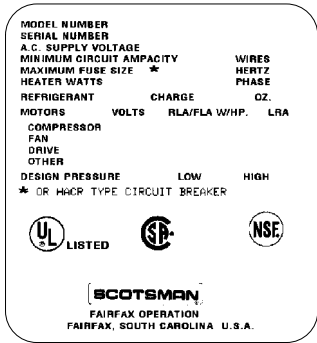 MODEL NUMBER
SERIAL NUMBER
A.C. SUPPLY VOLTAGE
MINIMUM CIRCUIT AMPACITY WIRES
MAXIMUM FUSE SIZE * HERTZ
HEATER WATTS PHASE
REFRIGERANT CHARGE OZ.
MOTORS VOLTS RLA/FLA W/HP. LRA
COMPRESSOR
FAN
DRIVE
OTHER
DESIGN PRESSURE LOW HIGH
* OR HACR TYPE CIRCUIT BREAKER
UL ® LISTED SA NSF.
SCOTSMAN
FAIRFAX OPERATION
FAIRFAX, SOUTH CAROLINA U.S.A.